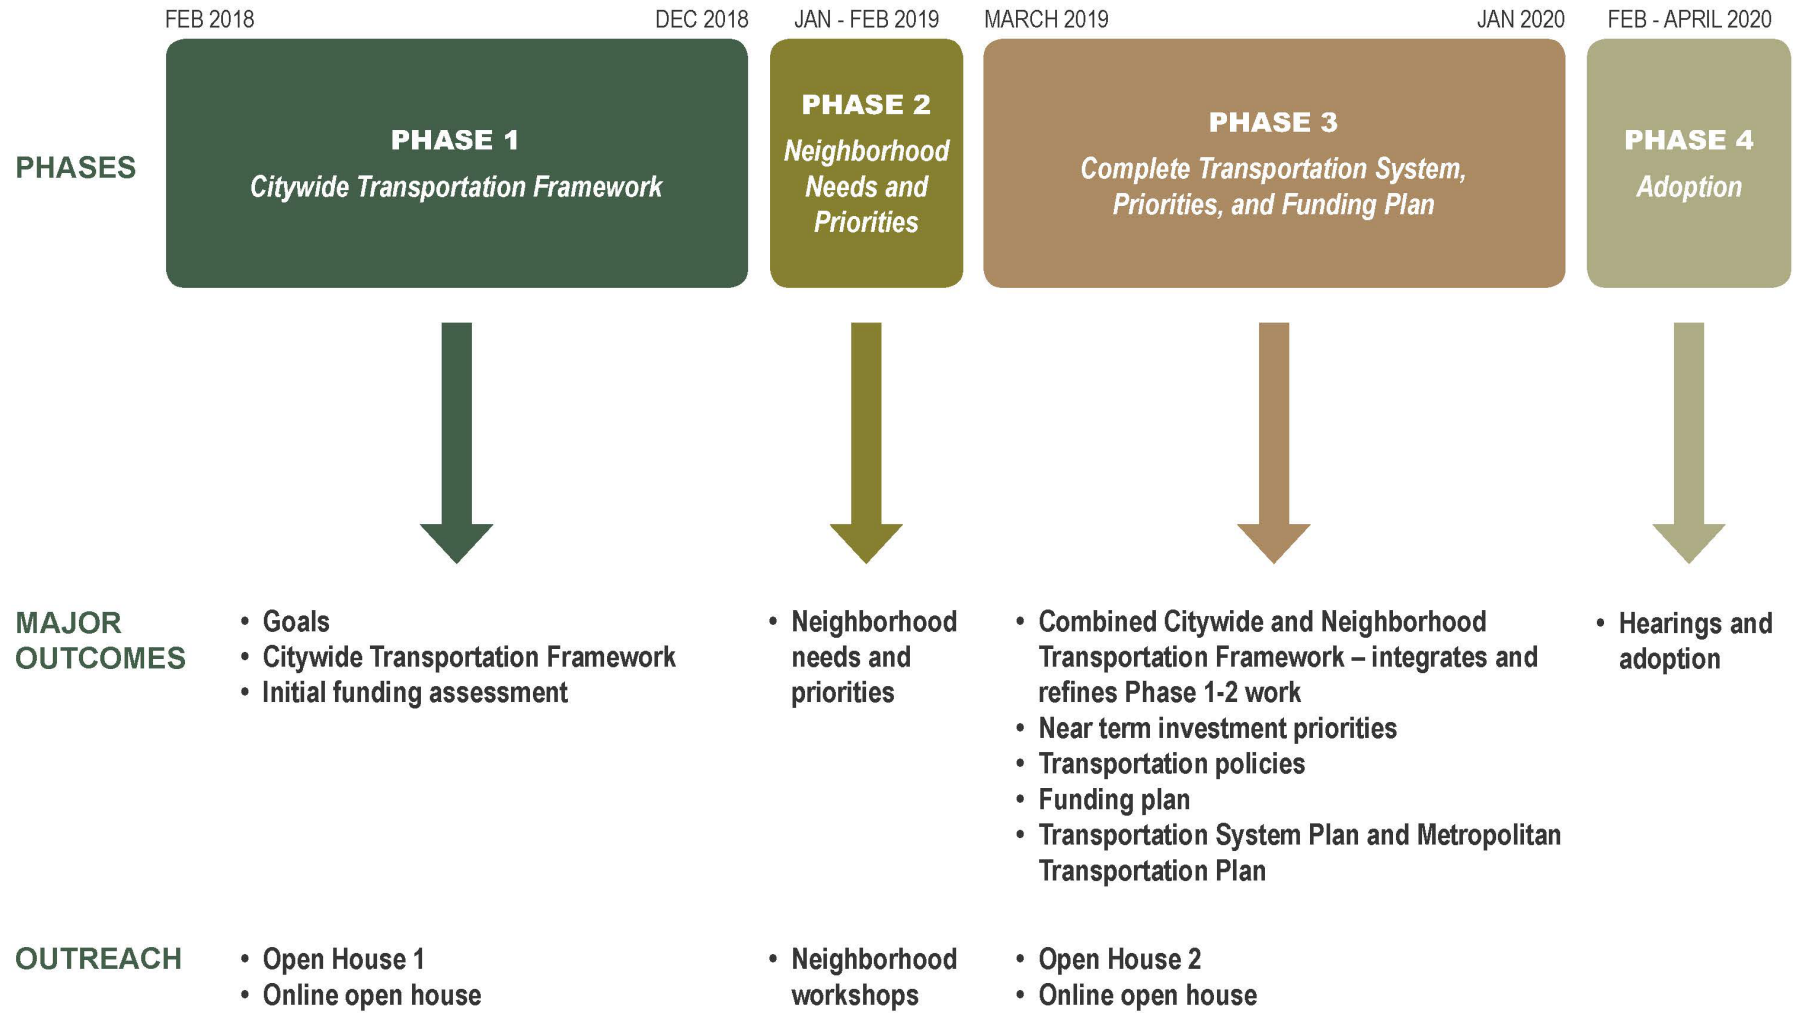 FEB 2018
DEC 2018
JAN - FEB 2019
MARCH 2019
JAN 2020
FEB - APRIL 2020
PHASES
PHASE 1
Citywide Transportation Framework
PHASE 2
Neighborhood
Needs and
Priorities
PHASE 3
Complete Transportation System,
Priorities, and Funding Plan
PHASE 4
Adoption
MAJOR
OUTCOMES
• Goals
• Citywide Transportation Framework
• Initial funding assessment
• Neighborhood
needs and
priorities
• Combined Citywide and Neighborhood
Transportation Framework – integrates and
refines Phase 1-2 work
• Near term investment priorities
• Transportation policies
• Funding plan
• Transportation System Plan and Metropolitan
Transportation Plan
• Hearings and
adoption
OUTREACH
• Open House 1
• Online open house
• Neighborhood
workshops
• Open House 2
• Online open house